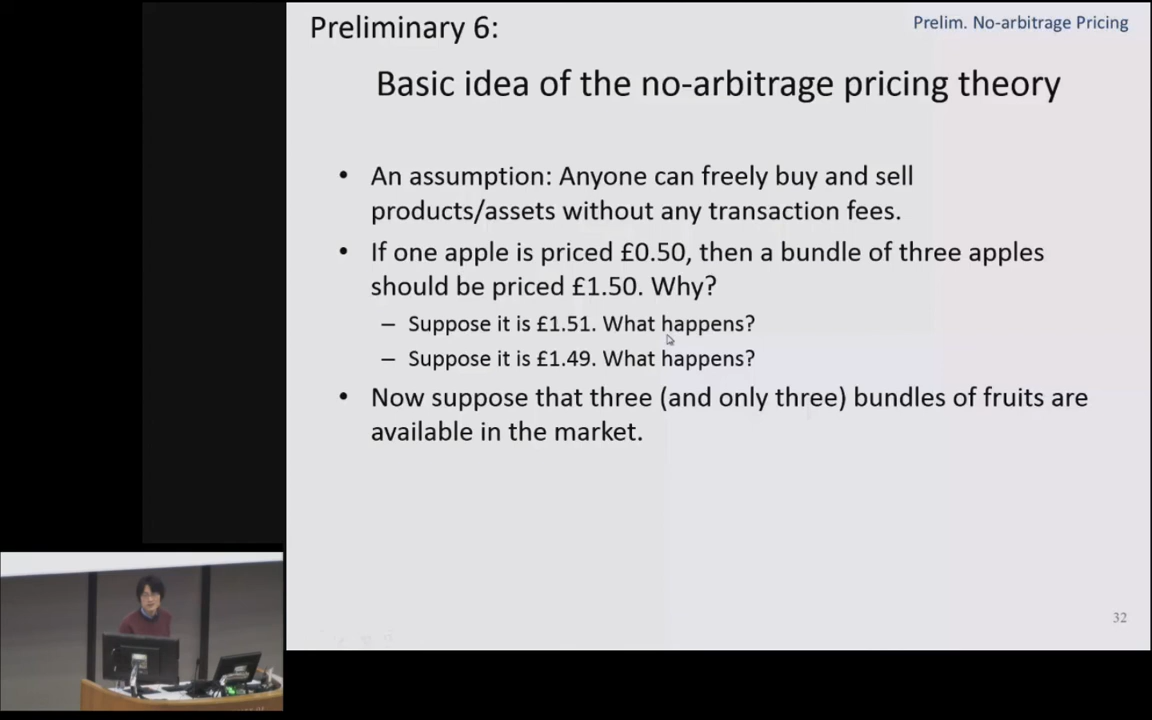 Preliminary 6:
Prelim. No-arbitrage Pricing
Basic idea of the no-arbitrage pricing theory
• An assumption: Anyone can freely buy and sell
products/assets without any transaction fees.
• If one apple is priced £0.50, then a bundle of three apples
should be priced £1.50. Why?
– Suppose it is £1.51. What happens?
– Suppose it is £1.49. What happens?
• Now suppose that three (and only three) bundles of fruits are
available in the market.
32